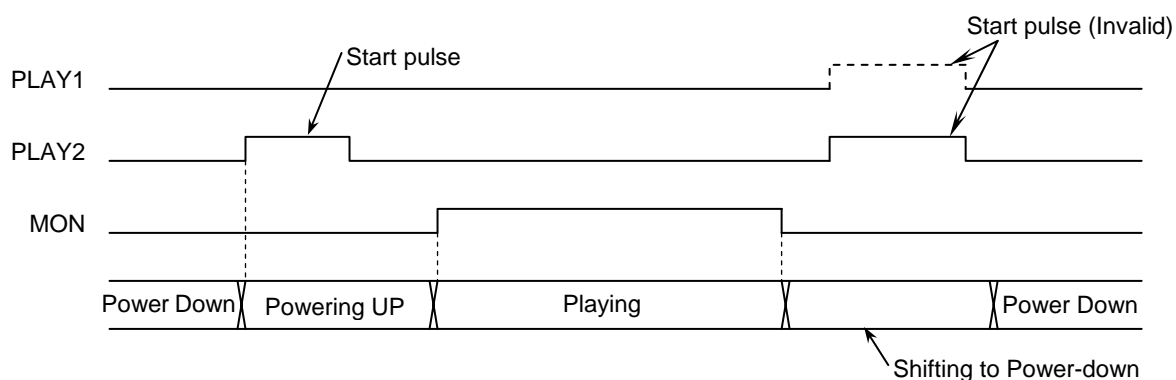 Start pulse (Invalid)
Start pulse
PLAY1
PLAY2
MON
Power Down
Powering UP
Playing
Power Down
Shifting to Power-down